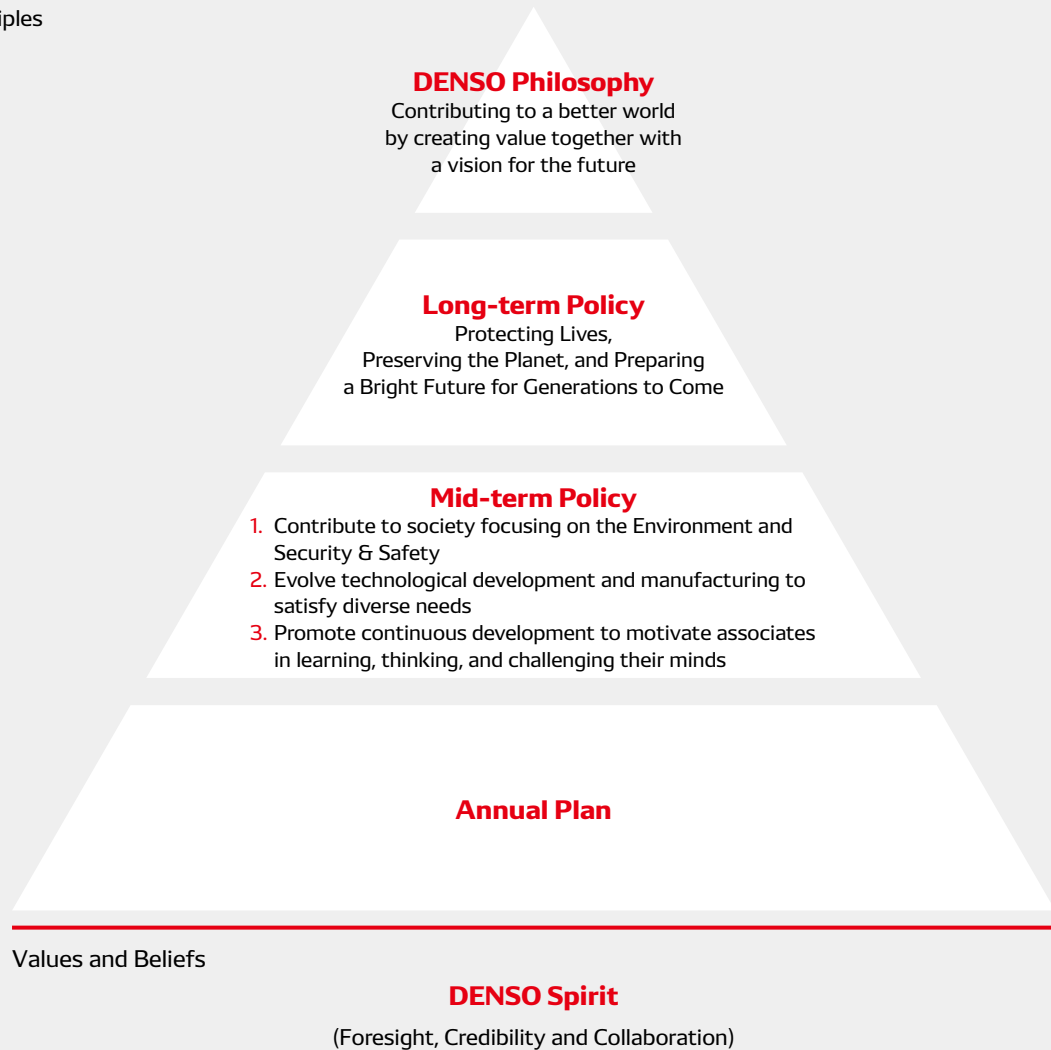 DENSO Philosophy
Contributing to a better world
by creating value together with
a vision for the future
Long-term Policy
Protecting Lives,
Preserving the Planet, and Preparing
a Bright Future for Generations to Come
Mid-term Policy
1. Contribute to society focusing on the Environment and
Security & Safety
2. Evolve technological development and manufacturing to
satisfy diverse needs
3. Promote continuous development to motivate associates
in learning, thinking, and challenging their minds
Annual Plan
Values and Beliefs
DENSO Spirit
(Foresight, Credibility and Collaboration)